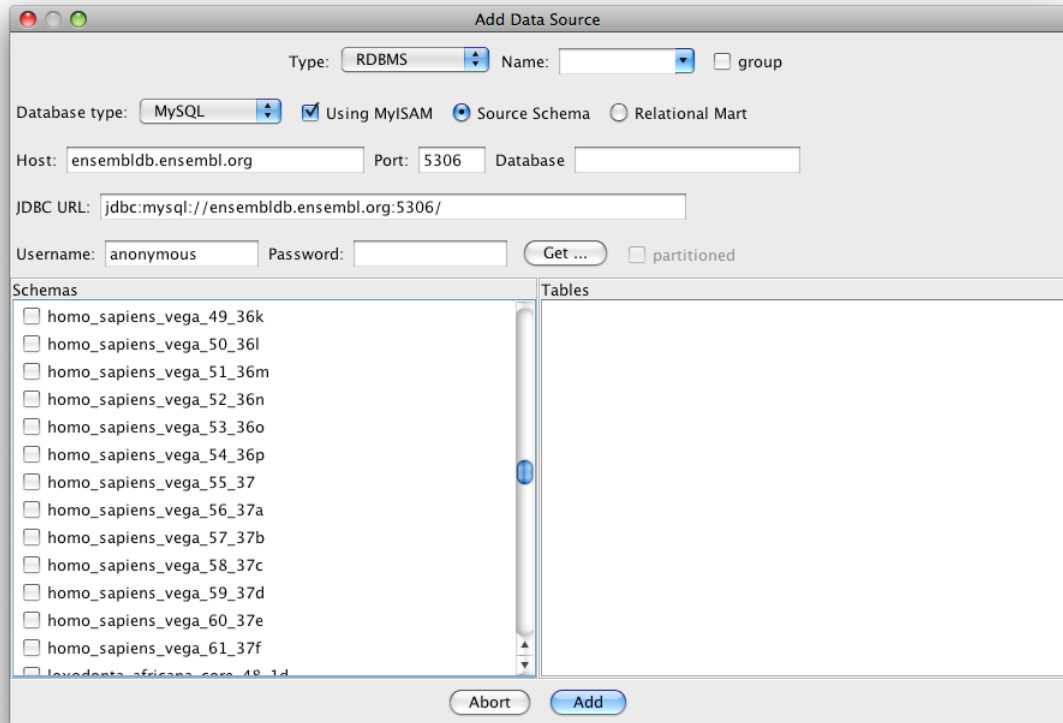 Add Data Source
Type: RDBMS Name: group
Database type: MySQL Using MyISAM Source Schema Relational Mart
Host: ensembldb.ensembl.org Port: 5306 Database
JDBC URL: jdbc:mysql://ensembldb.ensembl.org:5306/
Username: anonymous Password: Get ... partitioned
Schemas Tables
homo_sapiens_vega_49_36k
homo_sapiens_vega_50_36l
homo_sapiens_vega_51_36m
homo_sapiens_vega_52_36n
homo_sapiens_vega_53_36o
homo_sapiens_vega_54_36p
homo_sapiens_vega_55_37
homo_sapiens_vega_56_37a
homo_sapiens_vega_57_37b
homo_sapiens_vega_58_37c
homo_sapiens_vega_59_37d
homo_sapiens_vega_60_37e
homo_sapiens_vega_61_37f
loxodonta_africana_core_48_1d
Abort Add